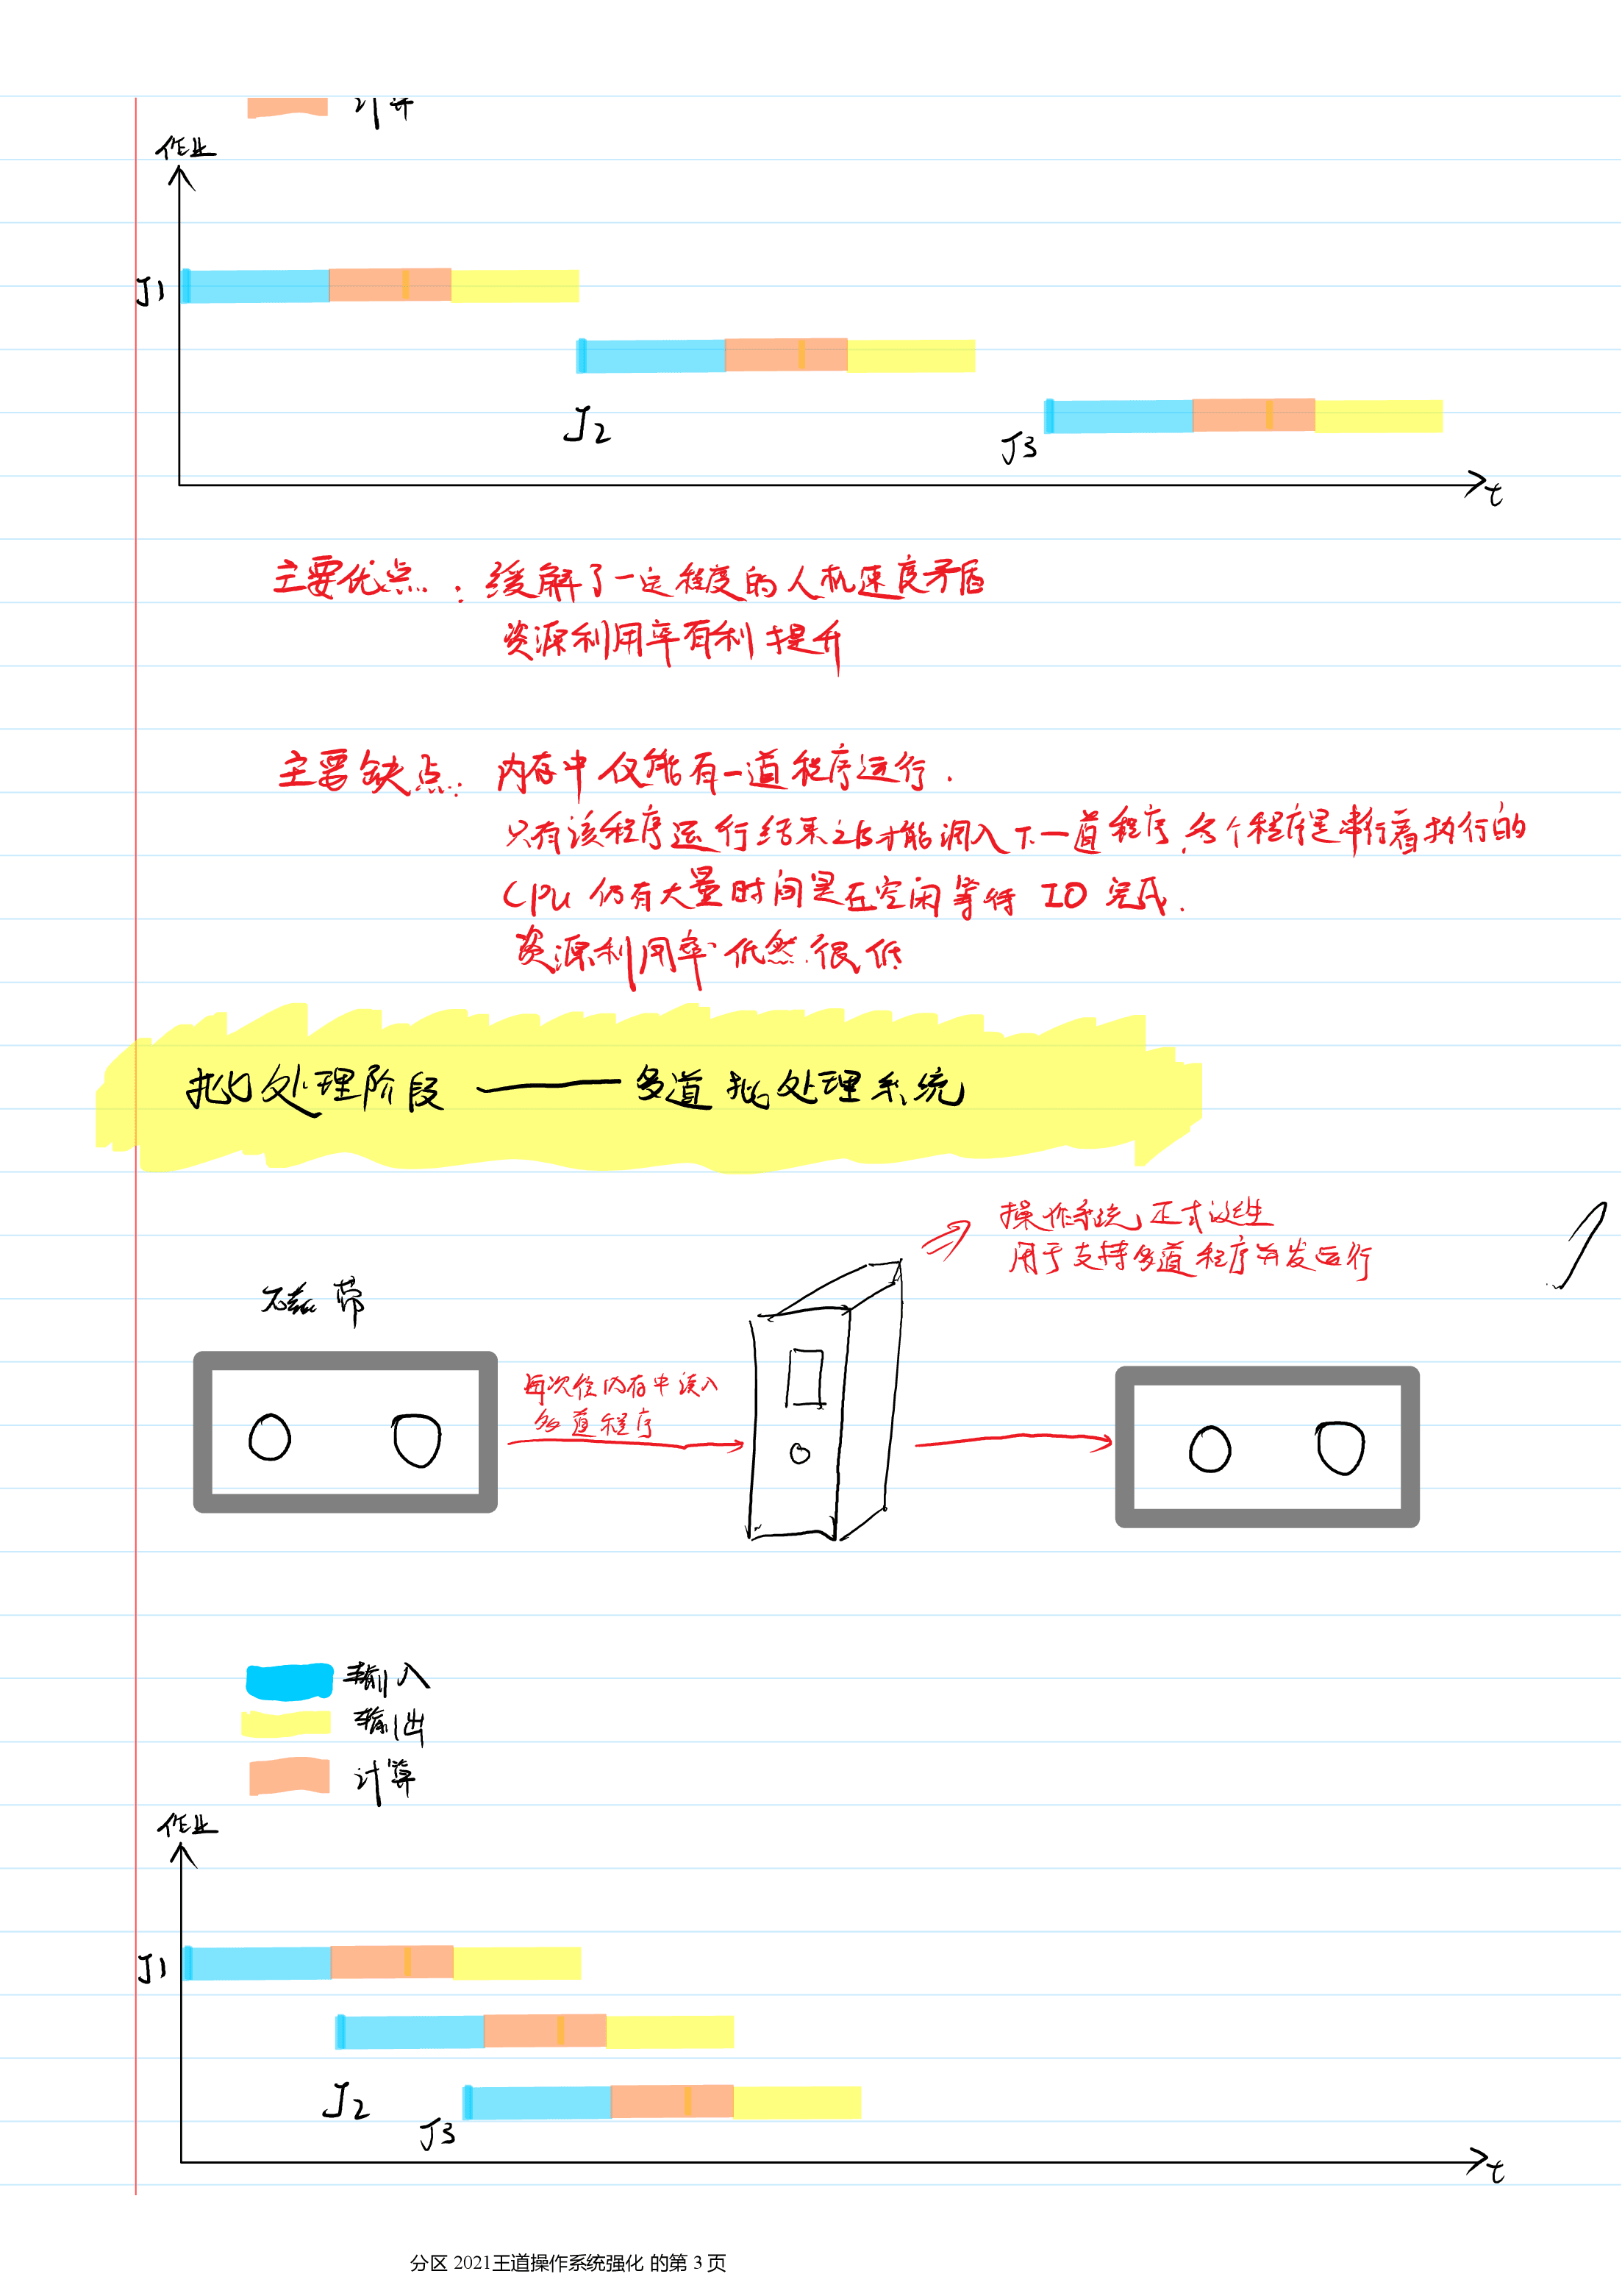 计算
作业
J1
J2
J3
t
主要优点: 缓解了一定程度的人机速度矛盾
资源利用率有利提升
主要缺点: 内存中仅能有一道程序运行.
只有该程序运行结束之后才能调入下一道程序,各个程序是串行着执行的
CPU 仍有大量时间是在空闲等待 IO 完成.
资源利用率依然很低
批处理阶段 —— 多道批处理系统
操作系统,正式诞生
用于支持多道程序并发运行
磁带
每次往内存中读入
多道程序
输入
输出
计算
作业
J1
J2
J3
t
分区 2021王道操作系统强化 的第 3 页